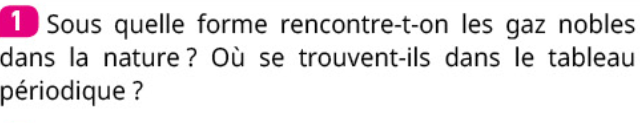 1 Sous quelle forme rencontre-t-on les gaz nobles
dans la nature ? Où se trouvent-ils dans le tableau
périodique ?